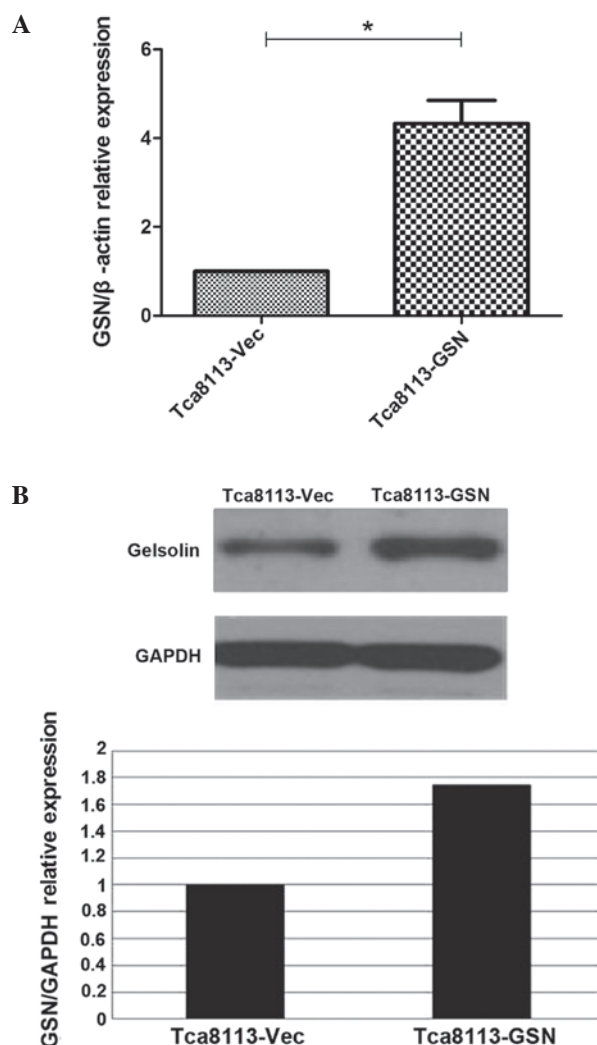 A
*
GSN/β -actin relative expression
6
4
2
0
Tca8113-Vec
Tca8113-GSN
B
Tca8113-Vec Tca8113-GSN
Gelsolin
GAPDH
GSN/GAPDH relative expression
2
1.8
1.6
1.4
1.2
1
0.8
0.6
0.4
0.2
0
Tca8113-Vec Tca8113-GSN